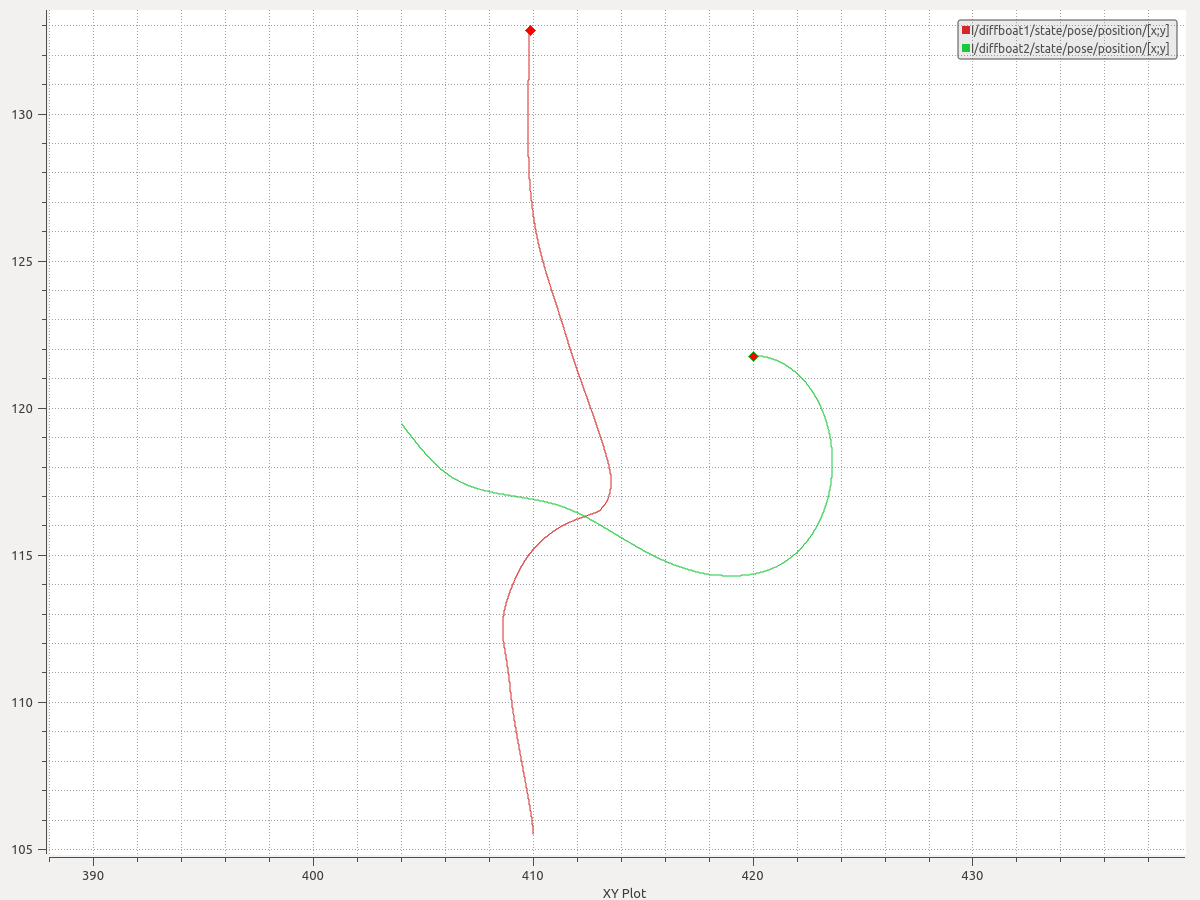 l/diffboat1/state/pose/position/[x;y]
l/diffboat2/state/pose/position/[x;y]
130
125
120
115
110
105
390 400 410 420 430
XY Plot